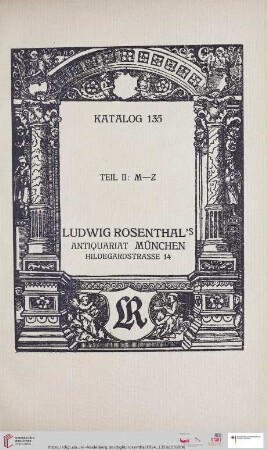 KATALOG 135
TEIL II: M—Z
LUDWIG ROSENTHAL'S
ANTIQUARIAT MÜNCHEN
HILDEGARDSTRASSE 14
LR